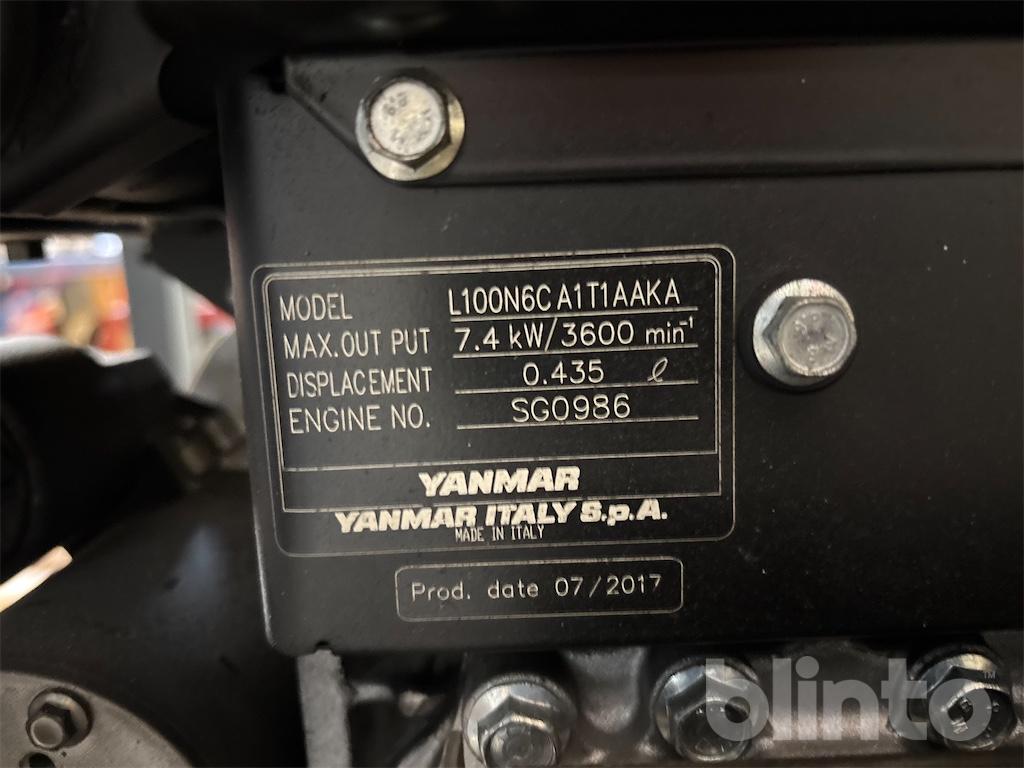 MODEL L100N6CA1T1AAKA
MAX.OUT PUT 7.4 kW/3600 min⁻¹
DISPLACEMENT 0.435 ℓ
ENGINE NO. SG0986
YANMAR
YANMAR ITALY S.p.A.
MADE IN ITALY
Prod. date 07/2017
blinto™